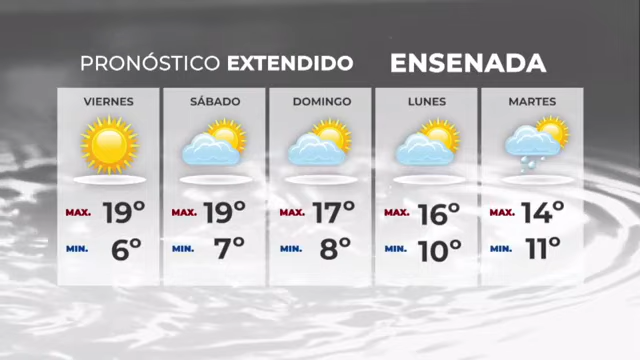 PRONÓSTICO EXTENDIDO ENSENADA
VIERNES SÁBADO DOMINGO LUNES MARTES
MAX. 19° MAX. 19° MAX. 17° MAX. 16° MAX. 14°
MIN. 6° MIN. 7° MIN. 8° MIN. 10° MIN. 11°